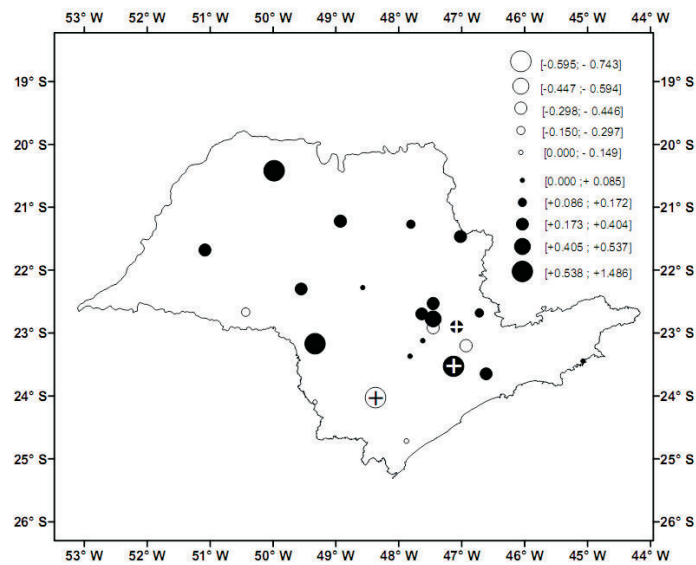 53° W 52° W 51° W 50° W 49° W 48° W 47° W 46° W 45° W 44° W
19° S 19° S
20° S 20° S
21° S 21° S
22° S 22° S
23° S 23° S
24° S 24° S
25° S 25° S
26° S 26° S
[-0.595; - 0.743]
[-0.447 ;- 0.594]
[-0.298; - 0.446]
[-0.150; - 0.297]
[0.000; - 0.149]
[0.000 ;+ 0.085]
[+0.086 ; +0.172]
[+0.173 ; +0.404]
[+0.405 ; +0.537]
[+0.538 ; +1.486]
53° W 52° W 51° W 50° W 49° W 48° W 47° W 46° W 45° W 44° W